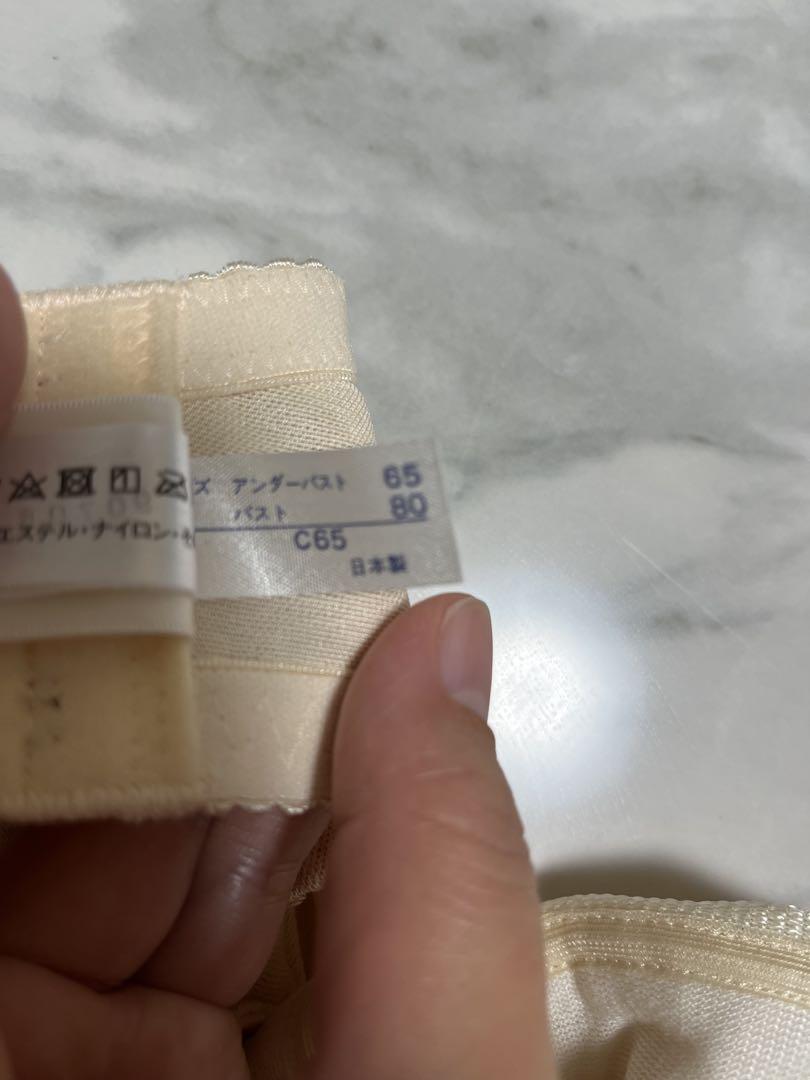 ズ アンダーバスト 65
バスト 80
C65
日本製
エステル・ナイロン・